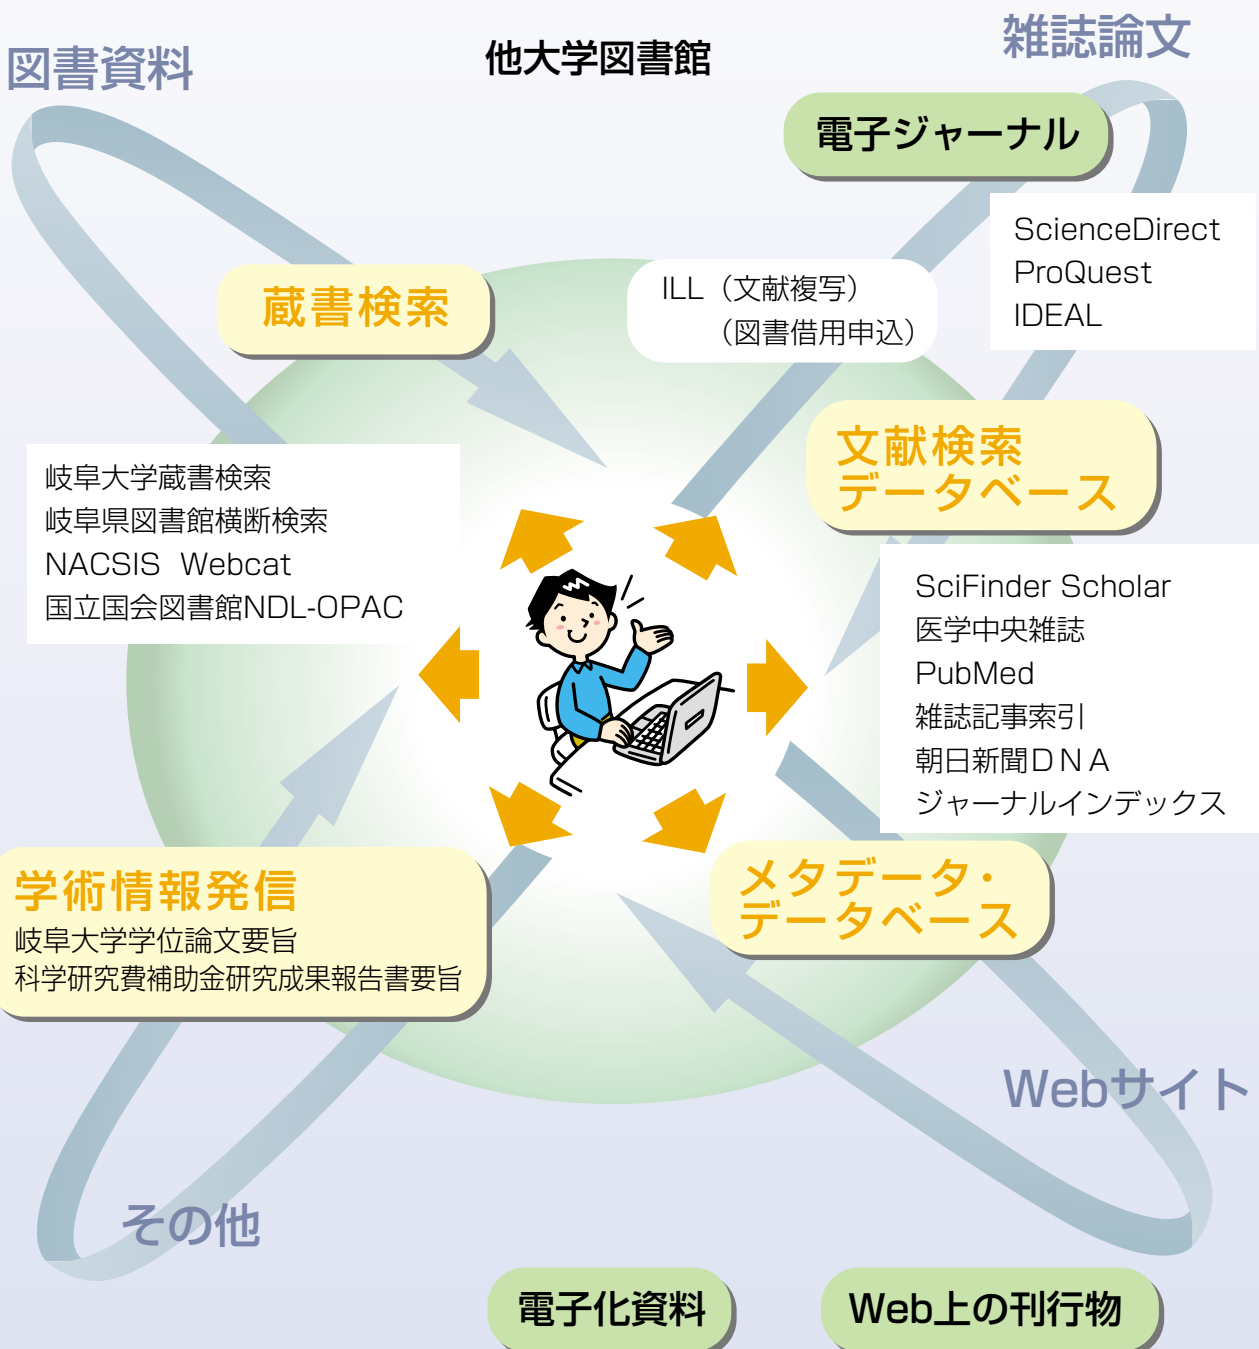 図書資料
他大学図書館
雑誌論文
電子ジャーナル
ScienceDirect
ProQuest
IDEAL
蔵書検索
ILL（文献複写）
（図書借用申込）
文献検索
データベース
岐阜大学蔵書検索
岐阜県図書館横断検索
NACSIS Webcat
国立国会図書館NDL-OPAC
SciFinder Scholar
医学中央雑誌
PubMed
雑誌記事索引
朝日新聞ＤＮＡ
ジャーナルインデックス
学術情報発信
岐阜大学学位論文要旨
科学研究費補助金研究成果報告書要旨
メタデータ・
データベース
Webサイト
その他
電子化資料
Web上の刊行物